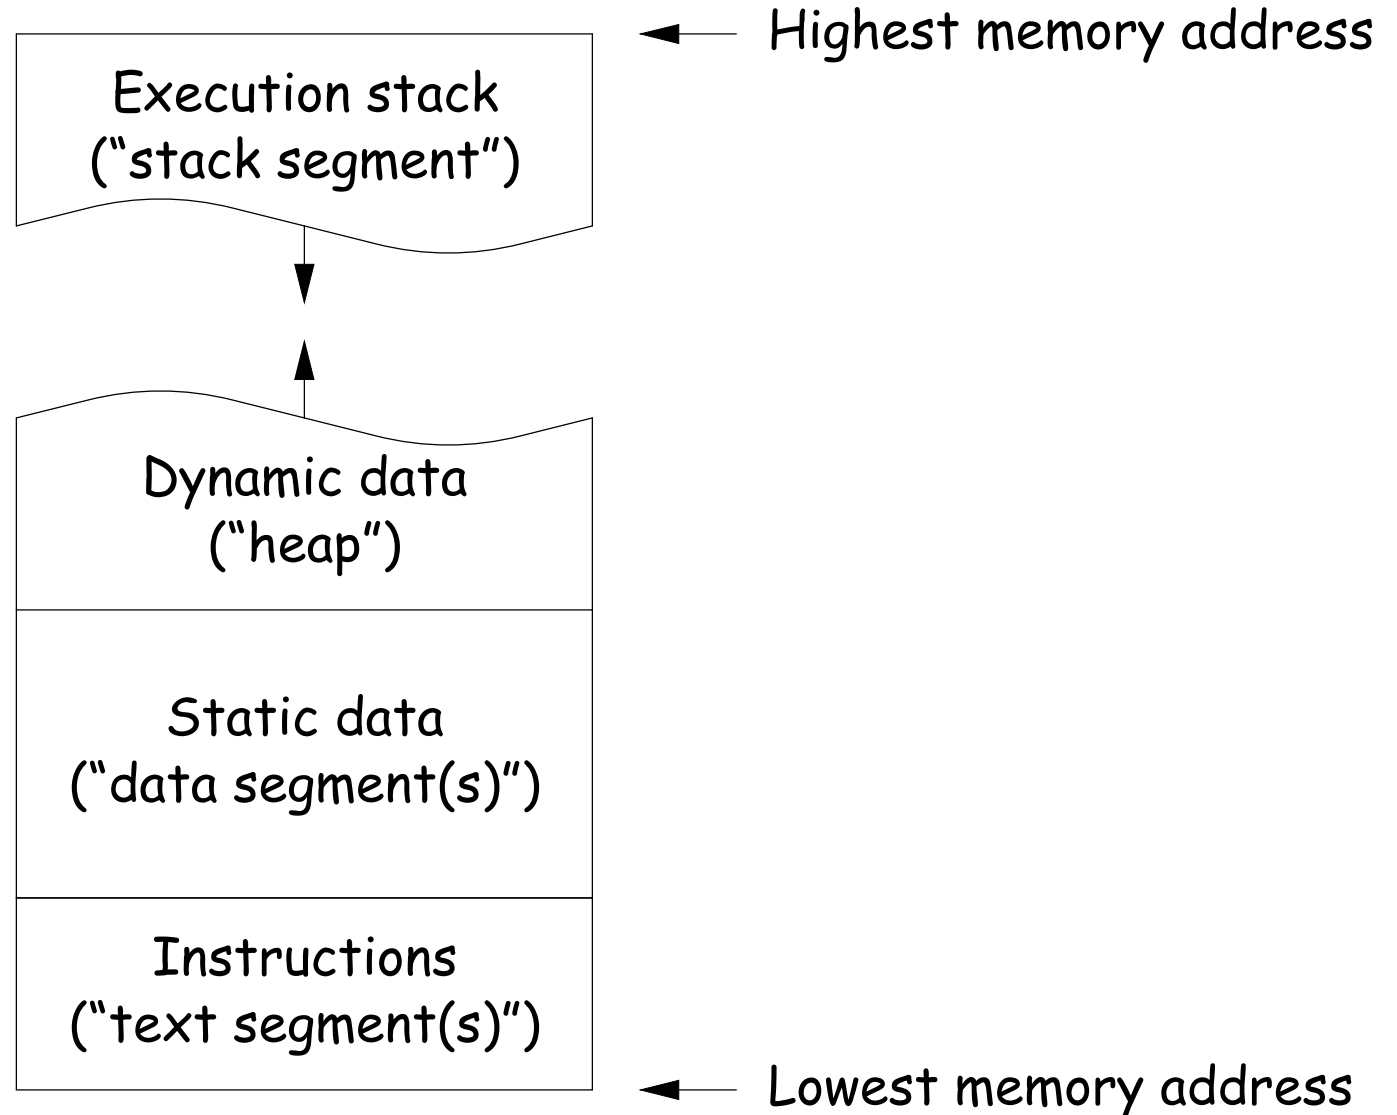 Highest memory address
Execution stack
(“stack segment”)
Dynamic data
(“heap”)
Static data
(“data segment(s)”)
Instructions
(“text segment(s)”)
Lowest memory address